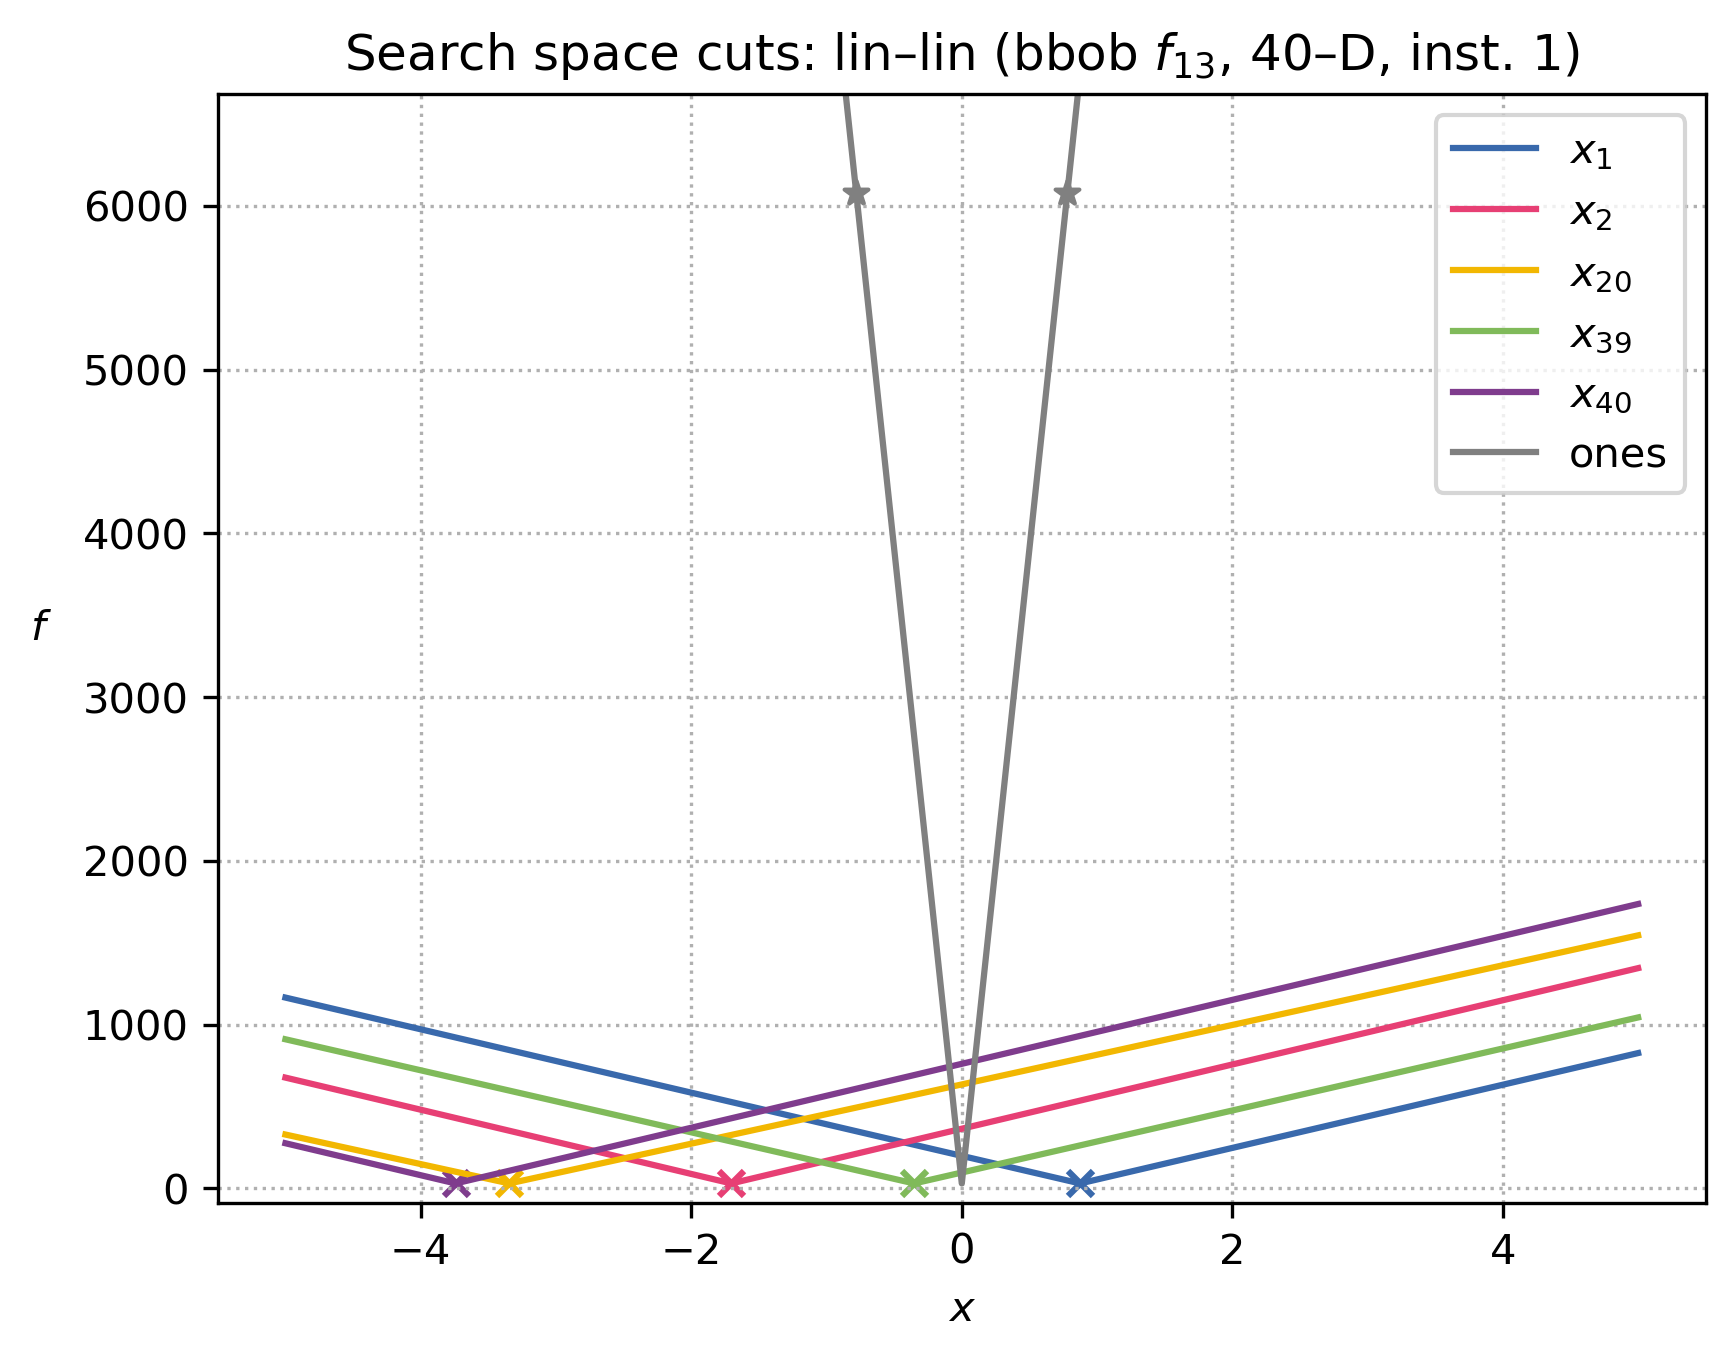 Search space cuts: lin–lin (bbob f₁₃, 40–D, inst. 1)
6000
5000
4000
3000
2000
1000
0
f
−4
−2
0
2
4
x
x₁
x₂
x₂₀
x₃₉
x₄₀
ones